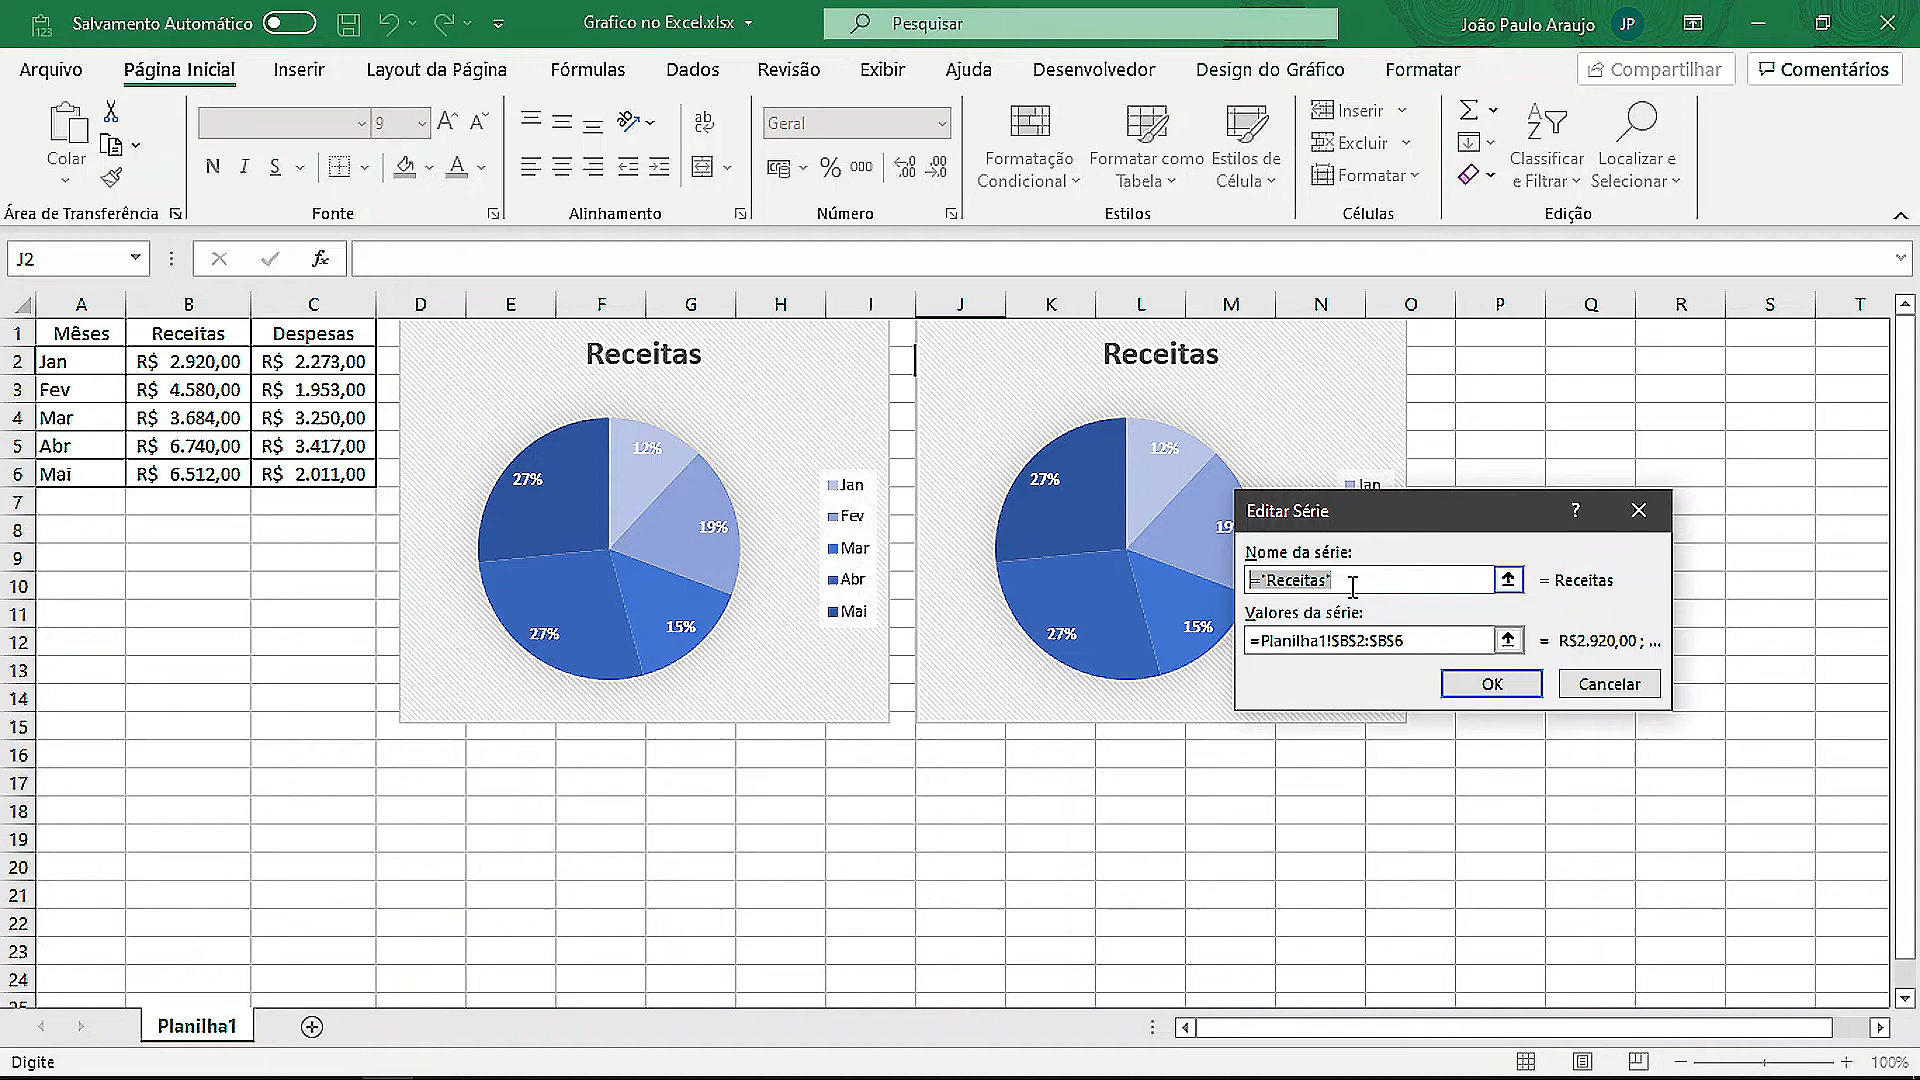 Salvamento Automático
Grafico no Excel.xlsx
Pesquisar
João Paulo Araujo
JP
Arquivo
Página Inicial
Inserir
Layout da Página
Fórmulas
Dados
Revisão
Exibir
Ajuda
Desenvolvedor
Design do Gráfico
Formatar
Compartilhar
Comentários
Colar
9
Geral
N I S
% 000
Formatação Condicional
Formatar como Tabela
Estilos de Célula
Inserir
Excluir
Formatar
Classificar e Filtrar
Localizar e Selecionar
Área de Transferência
Fonte
Alinhamento
Número
Estilos
Células
Edição
J2
fx
A B C D E F G H I J K L M N O P Q R S T
1 Mêses Receitas Despesas
2 Jan R$ 2.920,00 R$ 2.273,00
3 Fev R$ 4.580,00 R$ 1.953,00
4 Mar R$ 3.684,00 R$ 3.250,00
5 Abr R$ 6.740,00 R$ 3.417,00
6 Mai R$ 6.512,00 R$ 2.011,00
7
8
9
10
11
12
13
14
15
16
17
18
19
20
21
22
23
24
25
Receitas
12%
19%
15%
27%
27%
Jan
Fev
Mar
Abr
Mai
Receitas
12%
19
15%
27%
27%
Jan
Editar Série
?
Nome da série:
="Receitas"
= Receitas
Valores da série:
=Planilha1!$B$2:$B$6
= R$2.920,00 ; ...
OK
Cancelar
Planilha1
Digite
100%